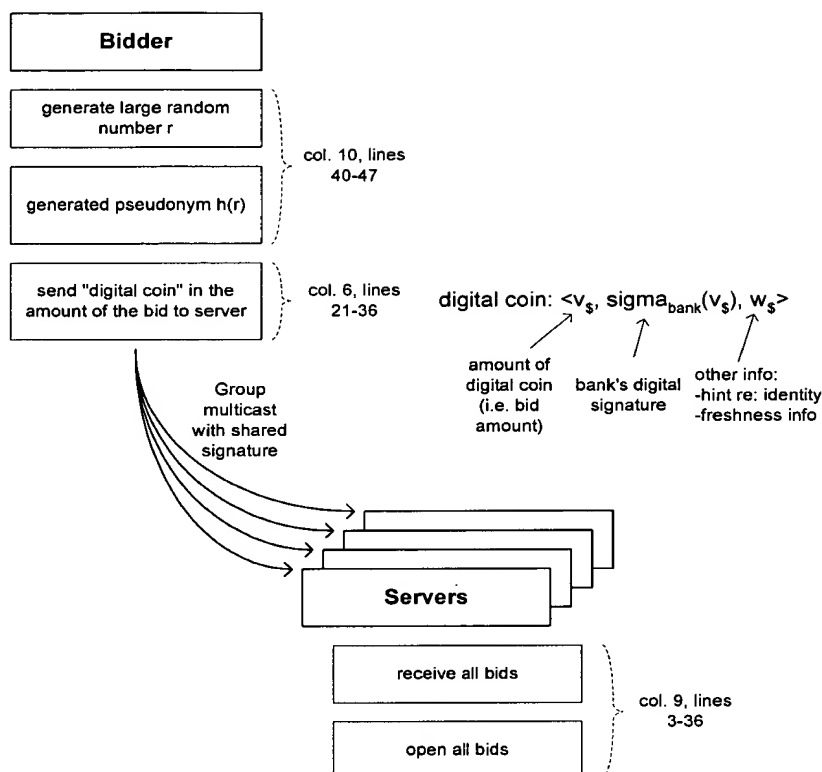 Bidder
generate large random
number r
generated pseudonym h(r)
col. 10, lines
40-47
send "digital coin" in the
amount of the bid to server
col. 6, lines
21-36
digital coin: <v$, sigmabank(v$), w$>
amount of
digital coin
(i.e. bid
amount)
bank's digital
signature
other info:
-hint re: identity
-freshness info
Group
multicast
with shared
signature
Servers
receive all bids
open all bids
col. 9, lines
3-36